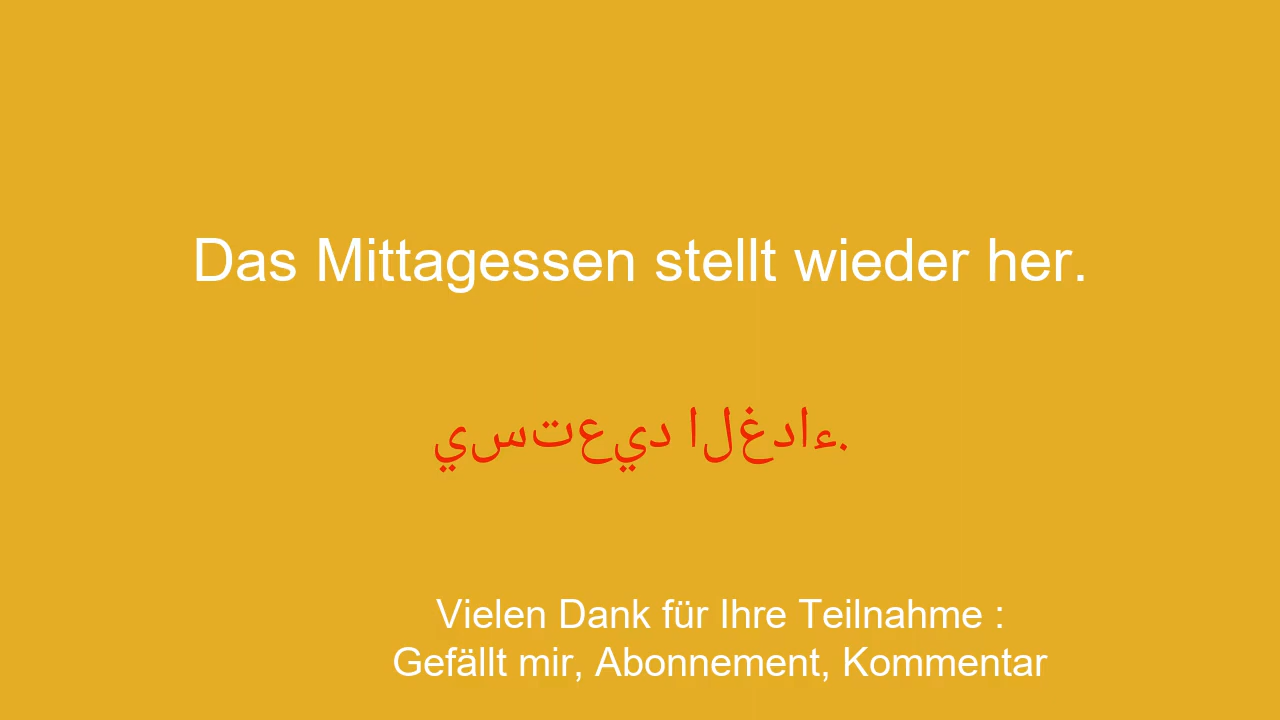 Das Mittagessen stellt wieder her.
يستعيد الغداء.
Vielen Dank für Ihre Teilnahme :
Gefällt mir, Abonnement, Kommentar